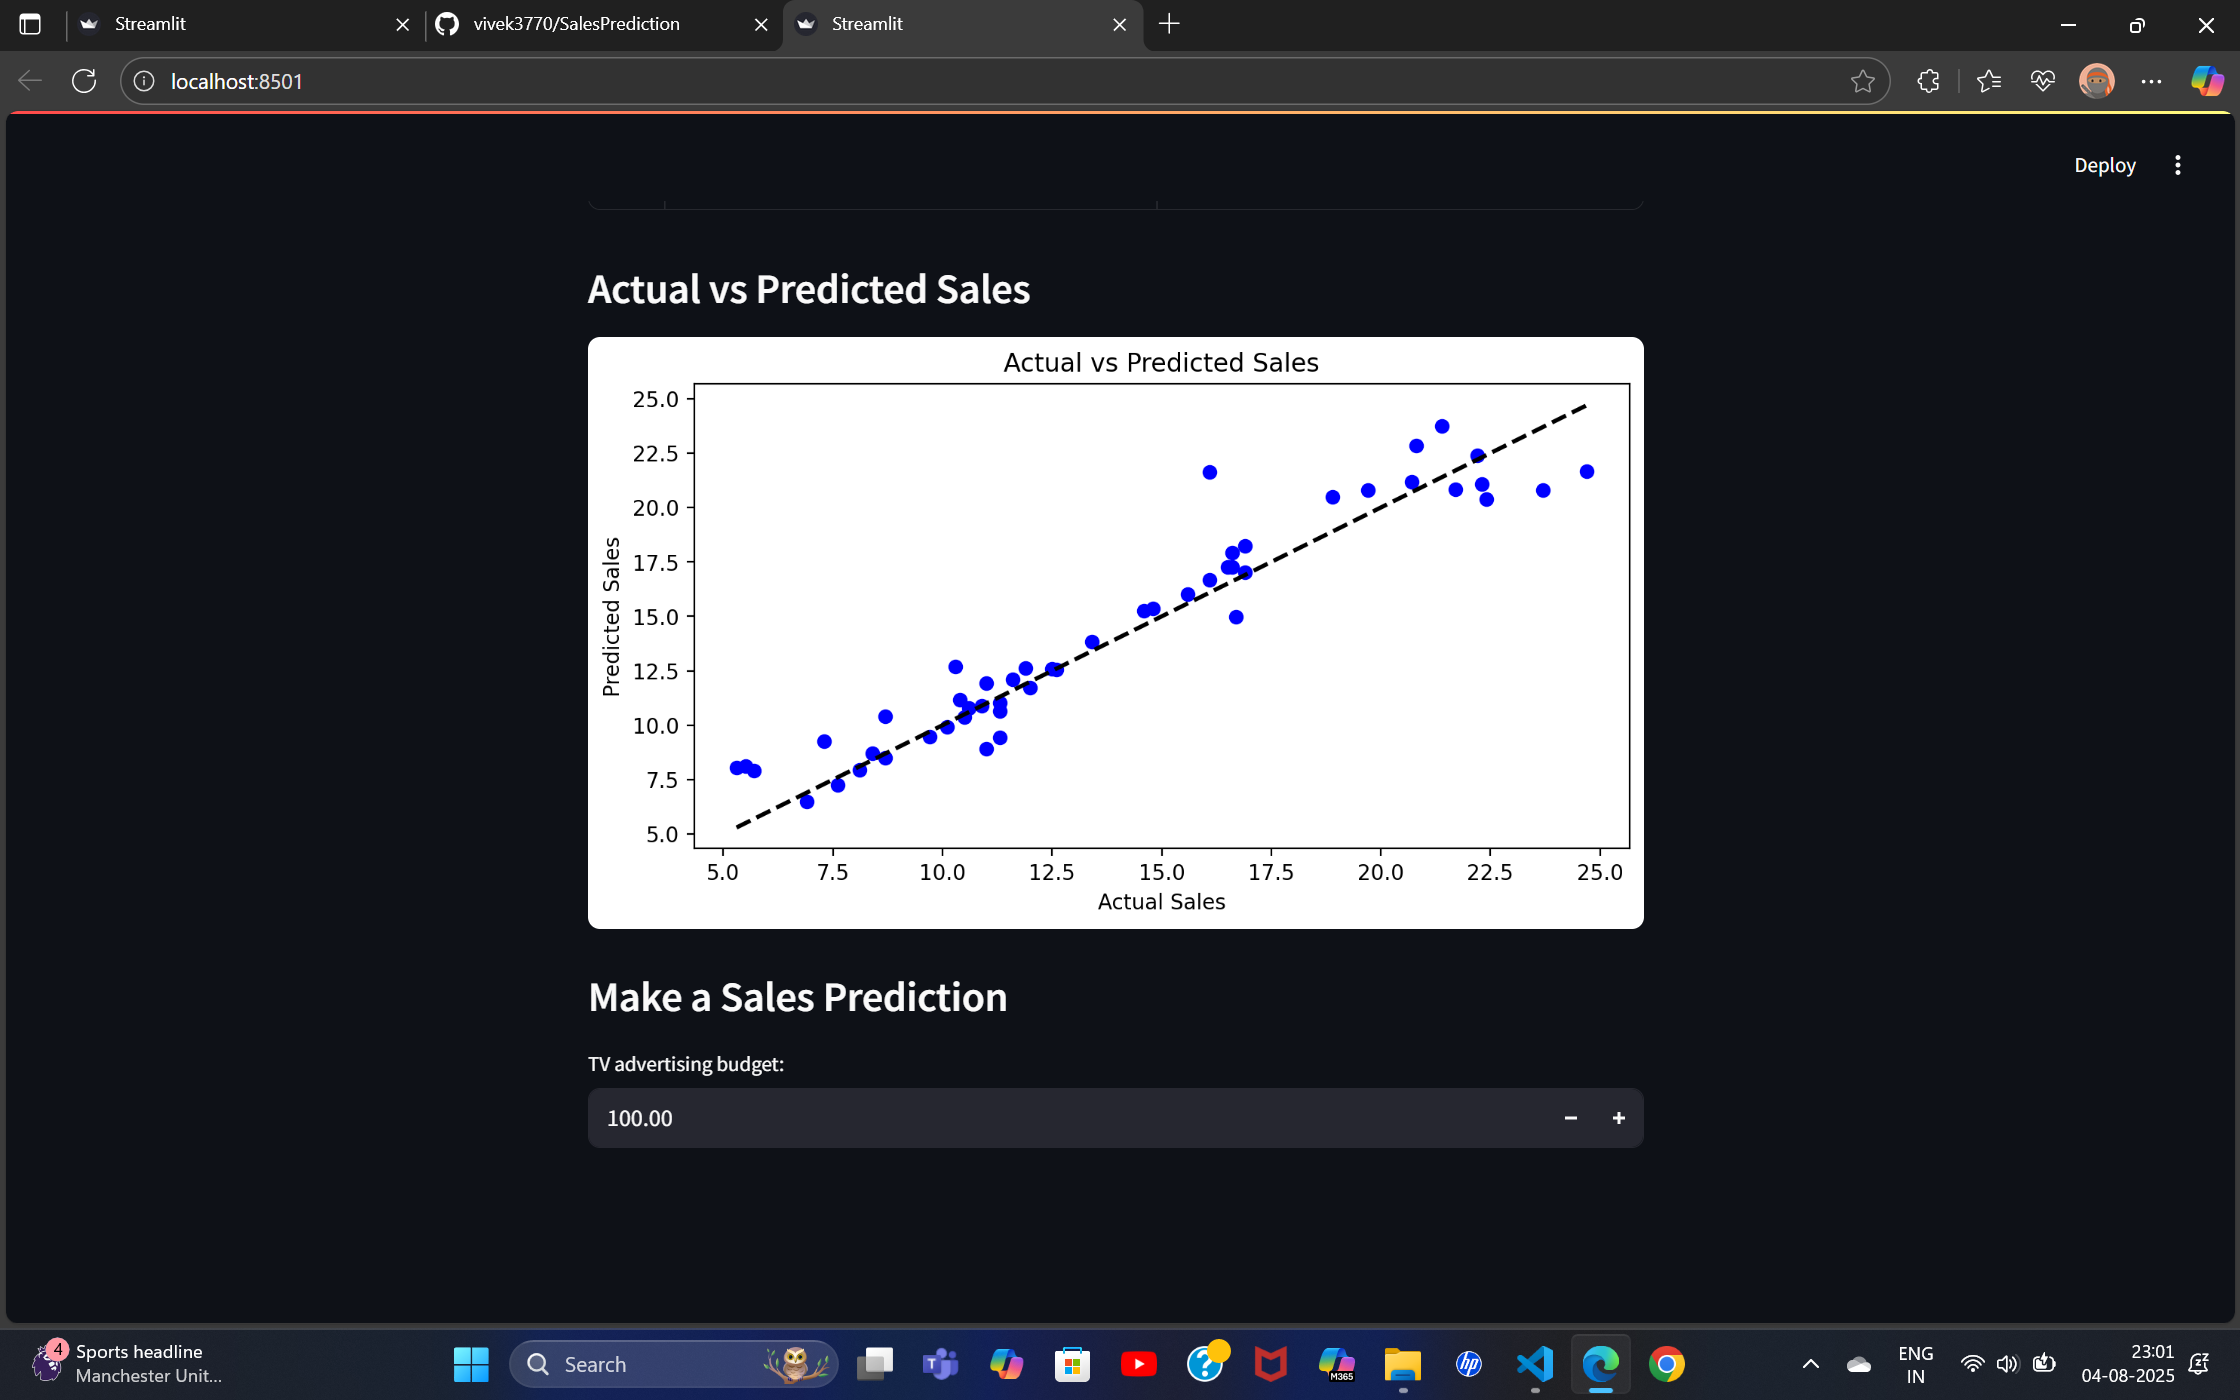 Streamlit
vivek3770/SalesPrediction
Streamlit
localhost:8501
Deploy
Actual vs Predicted Sales
Actual vs Predicted Sales
25.0
22.5
20.0
17.5
15.0
12.5
10.0
7.5
5.0
Predicted Sales
5.0 7.5 10.0 12.5 15.0 17.5 20.0 22.5 25.0
Actual Sales
Make a Sales Prediction
TV advertising budget:
100.00
4
Sports headline
Manchester Unit...
Search
T
?
M365
hp
ENG
IN
23:01
04-08-2025